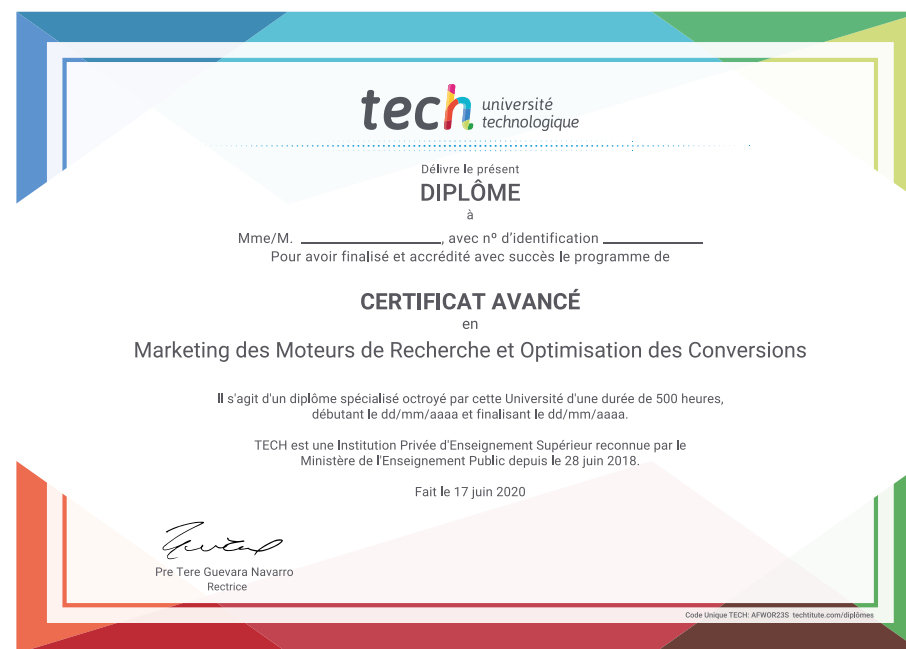 tech université
technologique
Délivre le présent
DIPLÔME
à
Mme/M. ____________________, avec nº d'identification ______________
Pour avoir finalisé et accrédité avec succès le programme de
CERTIFICAT AVANCÉ
en
Marketing des Moteurs de Recherche et Optimisation des Conversions
Il s'agit d'un diplôme spécialisé octroyé par cette Université d'une durée de 500 heures,
débutant le dd/mm/aaaa et finalisant le dd/mm/aaaa.
TECH est une Institution Privée d'Enseignement Supérieur reconnue par le
Ministère de l'Enseignement Public depuis le 28 juin 2018.
Fait le 17 juin 2020
Pre Tere Guevara Navarro
Rectrice
Code Unique TECH: AFWOR23S techtitute.com/diplômes